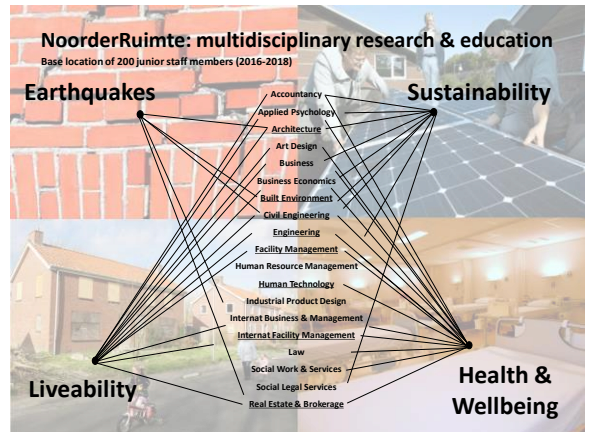 NoorderRuimte: multidisciplinary research & education
Base location of 200 junior staff members (2016-2018)
Earthquakes
Sustainability
Accountancy
Applied Psychology
Architecture
Art Design
Business
Business Economics
Built Environment
Civil Engineering
Engineering
Facility Management
Human Resource Management
Human Technology
Industrial Product Design
Internat Business & Management
Internat Facility Management
Law
Social Work & Services
Social Legal Services
Real Estate & Brokerage
Liveability
Health &
Wellbeing